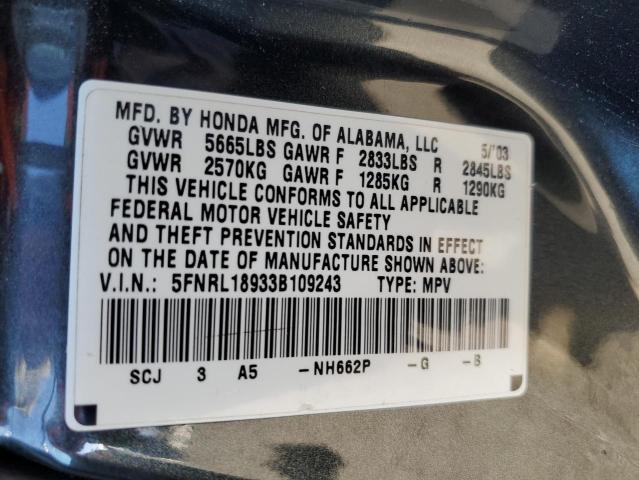 MFD. BY HONDA MFG. OF ALABAMA, LLC 5/'03
GVWR 5665LBS GAWR F 2833LBS R 2845LBS
GVWR 2570KG GAWR F 1285KG R 1290KG
THIS VEHICLE CONFORMS TO ALL APPLICABLE
FEDERAL MOTOR VEHICLE SAFETY
AND THEFT PREVENTION STANDARDS IN EFFECT
ON THE DATE OF MANUFACTURE SHOWN ABOVE:
V.I.N.: 5FNRL18933B109243 TYPE: MPV
SCJ 3 A5 -NH662P -G -B